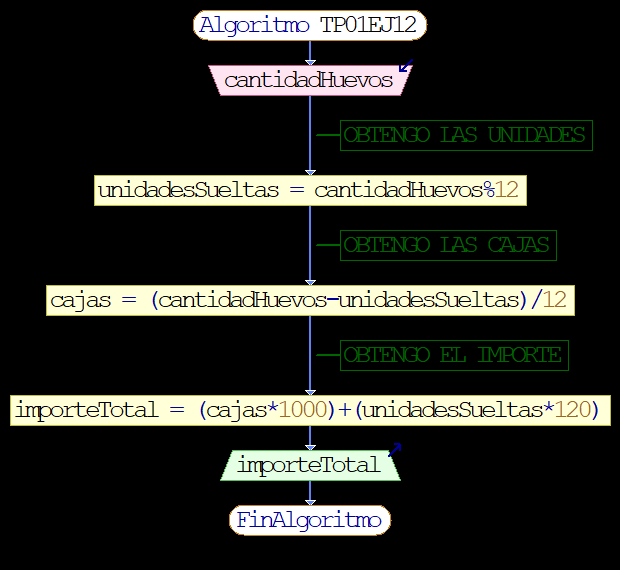 Algoritmo TP01EJ12
cantidadHuevos
OBTENGO LAS UNIDADES
unidadesSueltas = cantidadHuevos%12
OBTENGO LAS CAJAS
cajas = (cantidadHuevos-unidadesSueltas)/12
OBTENGO EL IMPORTE
importeTotal = (cajas*1000)+(unidadesSueltas*120)
importeTotal
FinAlgoritmo